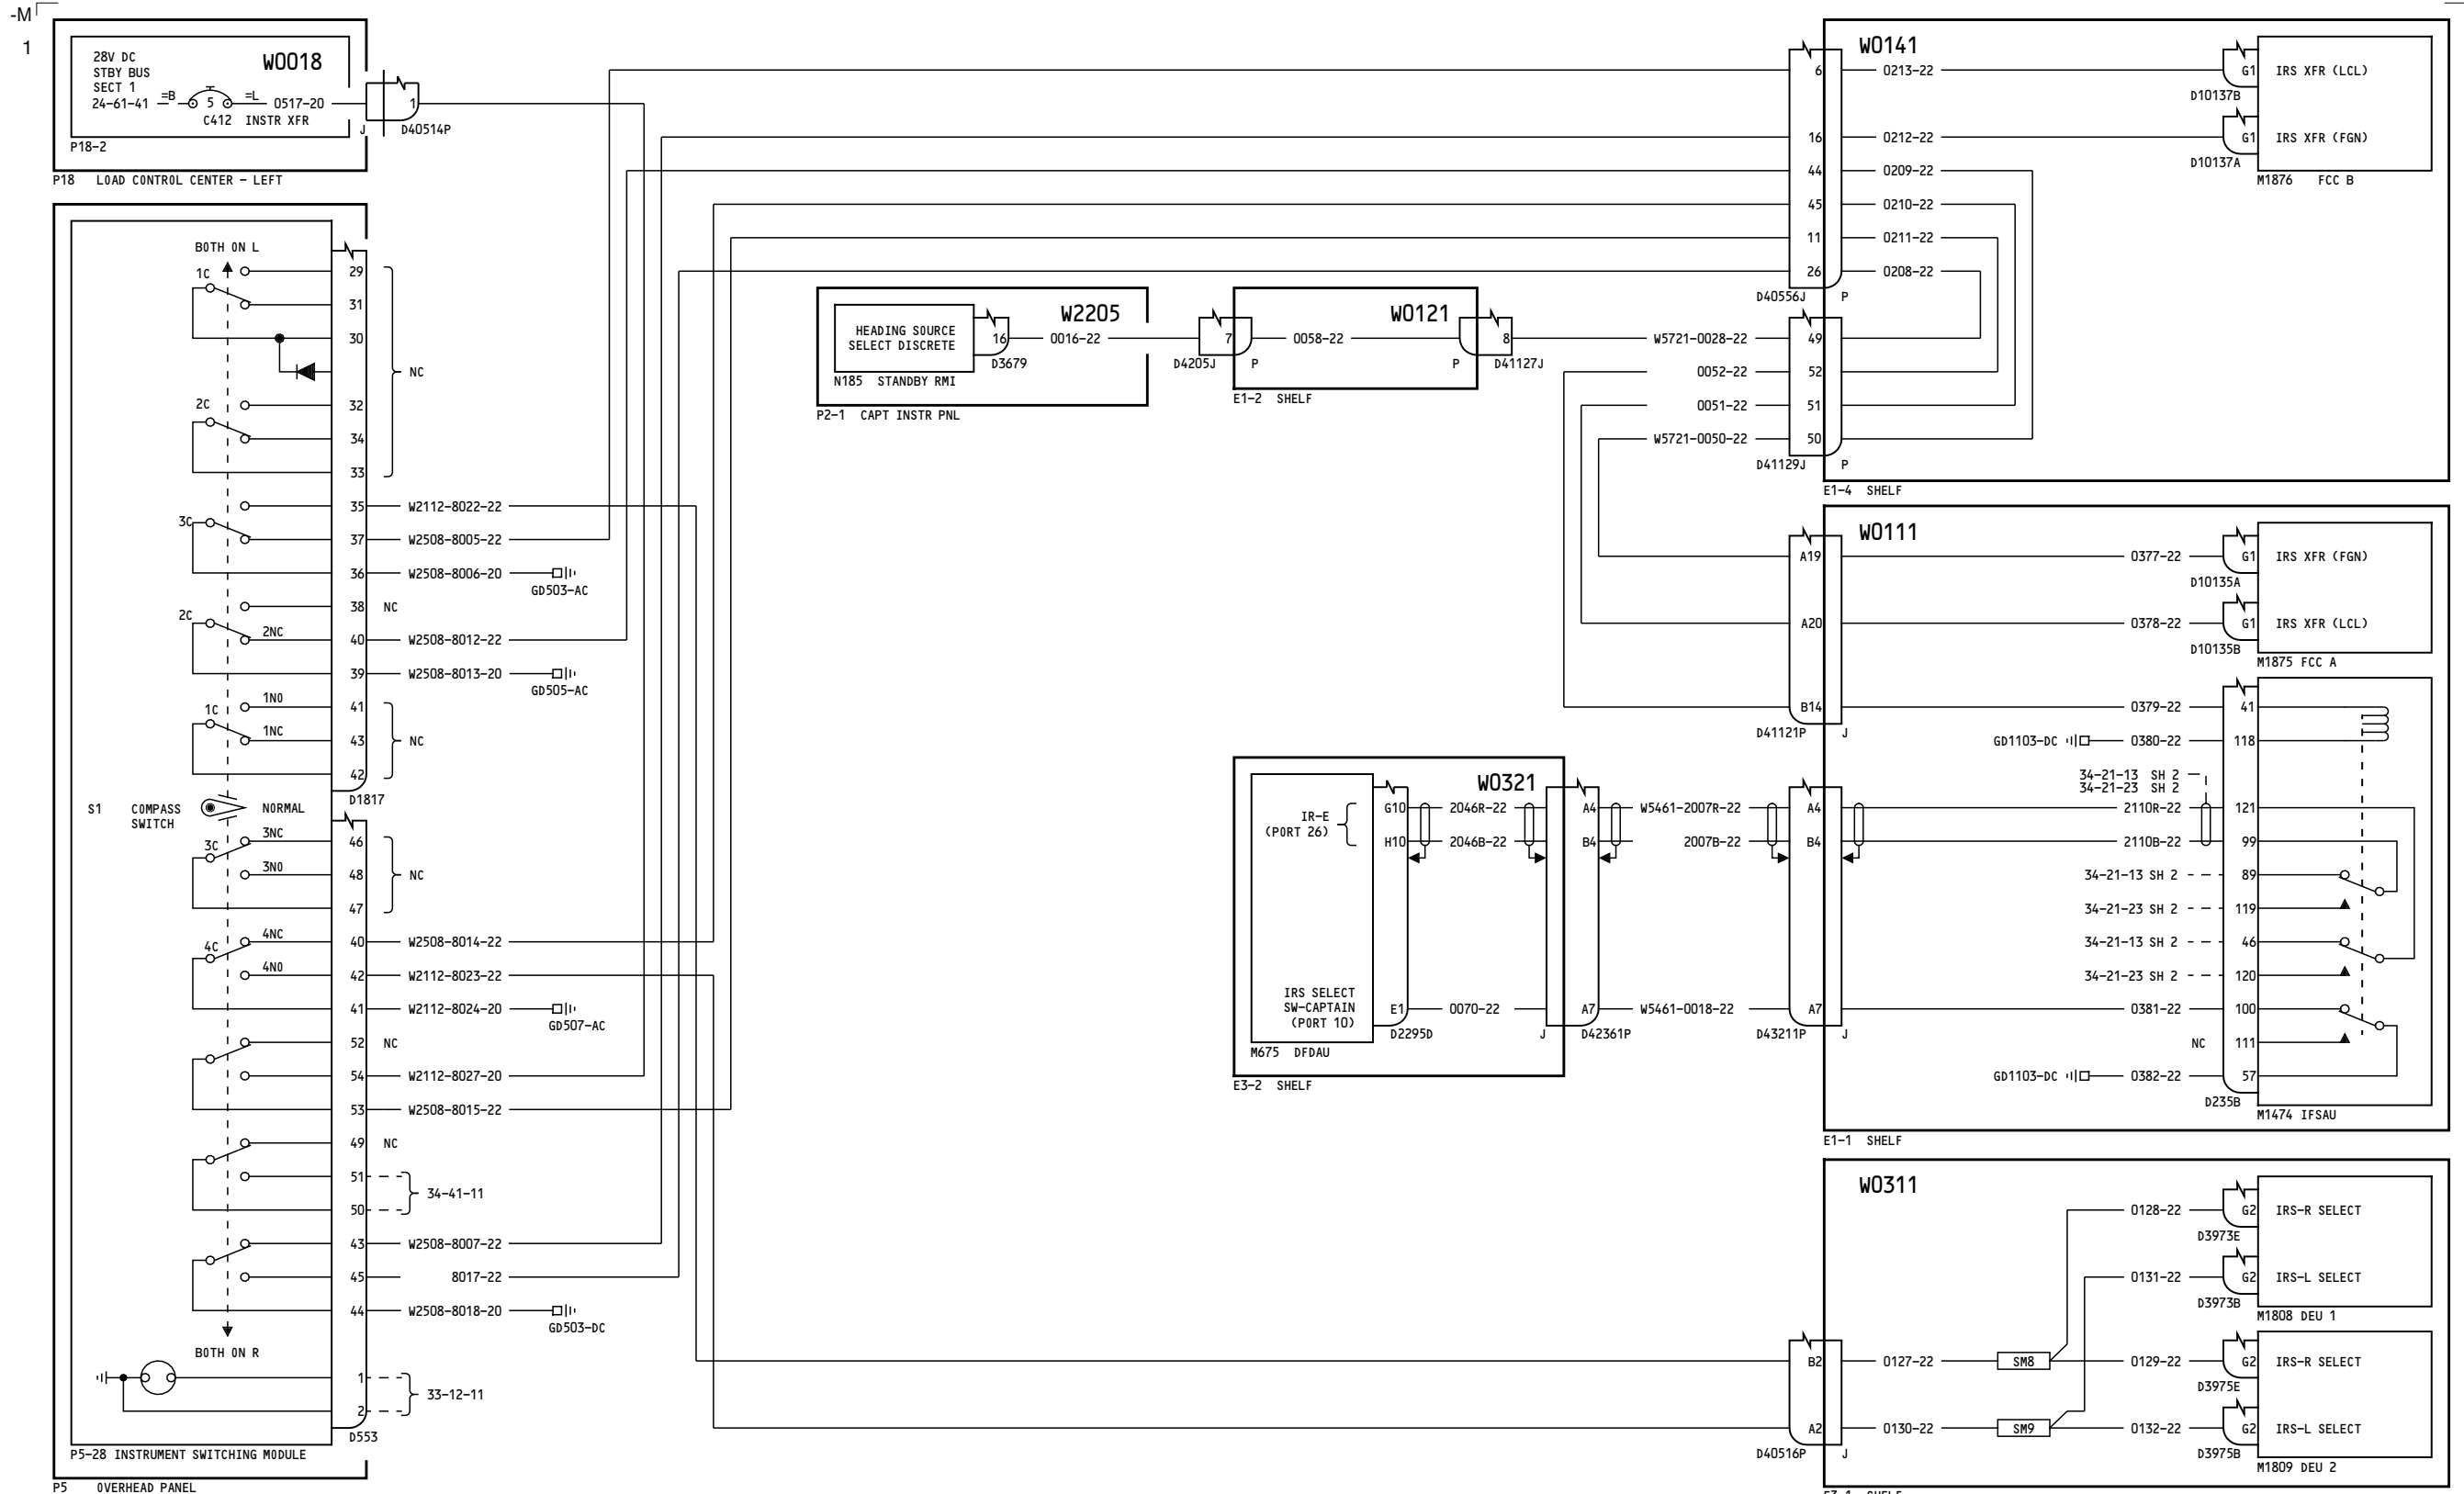 -M
1
28V DC
STBY BUS
SECT 1
24-61-41
=B
5
=L
0517-20
C412 INSTR XFR
W0018
P18-2
J
1
D40514P
P18 LOAD CONTROL CENTER - LEFT
BOTH ON L
1C
29
31
30
NC
2C
32
34
33
35 W2112-8022-22
3C
37 W2508-8005-22
36 W2508-8006-20
GD503-AC
38 NC
2C
2NC
40 W2508-8012-22
39 W2508-8013-20
GD505-AC
1N0
41
1C
1NC
43
NC
42
D1817
S1 COMPASS
SWITCH
NORMAL
3NC
46
3C
3N0
48
NC
47
4NC
40 W2508-8014-22
4C
4N0
42 W2112-8023-22
41 W2112-8024-20
GD507-AC
52 NC
54 W2112-8027-20
53 W2508-8015-22
49 NC
51
34-41-11
50
43 W2508-8007-22
45 8017-22
44 W2508-8018-20
GD503-DC
BOTH ON R
1
33-12-11
2
D553
P5-28 INSTRUMENT SWITCHING MODULE
P5 OVERHEAD PANEL
HEADING SOURCE
SELECT DISCRETE
16
W2205
0016-22
D3679
N185 STANDBY RMI
P2-1 CAPT INSTR PNL
7
D4205J
P
W0121
0058-22
P
8
D41127J
E1-2 SHELF
W5721-0028-22
0052-22
0051-22
W5721-0050-22
W0141
6 0213-22 G1 IRS XFR (LCL)
D10137B
16 0212-22 G1 IRS XFR (FGN)
D10137A
M1876 FCC B
44 0209-22
45 0210-22
11 0211-22
26 0208-22
D40556J P
49
52
51
50
D41129J P
E1-4 SHELF
W0111
A19 0377-22 G1 IRS XFR (FGN)
D10135A
A20 0378-22 G1 IRS XFR (LCL)
D10135B
M1875 FCC A
B14 0379-22 41
D41121P J
GD1103-DC 0380-22 118
34-21-13 SH 2
34-21-23 SH 2
A4 2110R-22 121
B4 2110B-22 99
34-21-13 SH 2 89
34-21-23 SH 2 119
34-21-13 SH 2 46
34-21-23 SH 2 120
A7 0381-22 100
D43211P J
NC 111
GD1103-DC 0382-22 57
D235B
M1474 IFSAU
E1-1 SHELF
W0321
IR-E
(PORT 26)
G10 2046R-22 A4 W5461-2007R-22
H10 2046B-22 B4 2007B-22
IRS SELECT
SW-CAPTAIN
(PORT 10)
E1 0070-22 A7 W5461-0018-22
D2295D
J
D42361P
M675 DFDAU
E3-2 SHELF
W0311
0128-22 G2 IRS-R SELECT
D3973E
0131-22 G2 IRS-L SELECT
D3973B
M1808 DEU 1
B2 0127-22 SM8 0129-22 G2 IRS-R SELECT
D3975E
A2 0130-22 SM9 0132-22 G2 IRS-L SELECT
D40516P J
D3975B
M1809 DEU 2
E3-1 SHELF